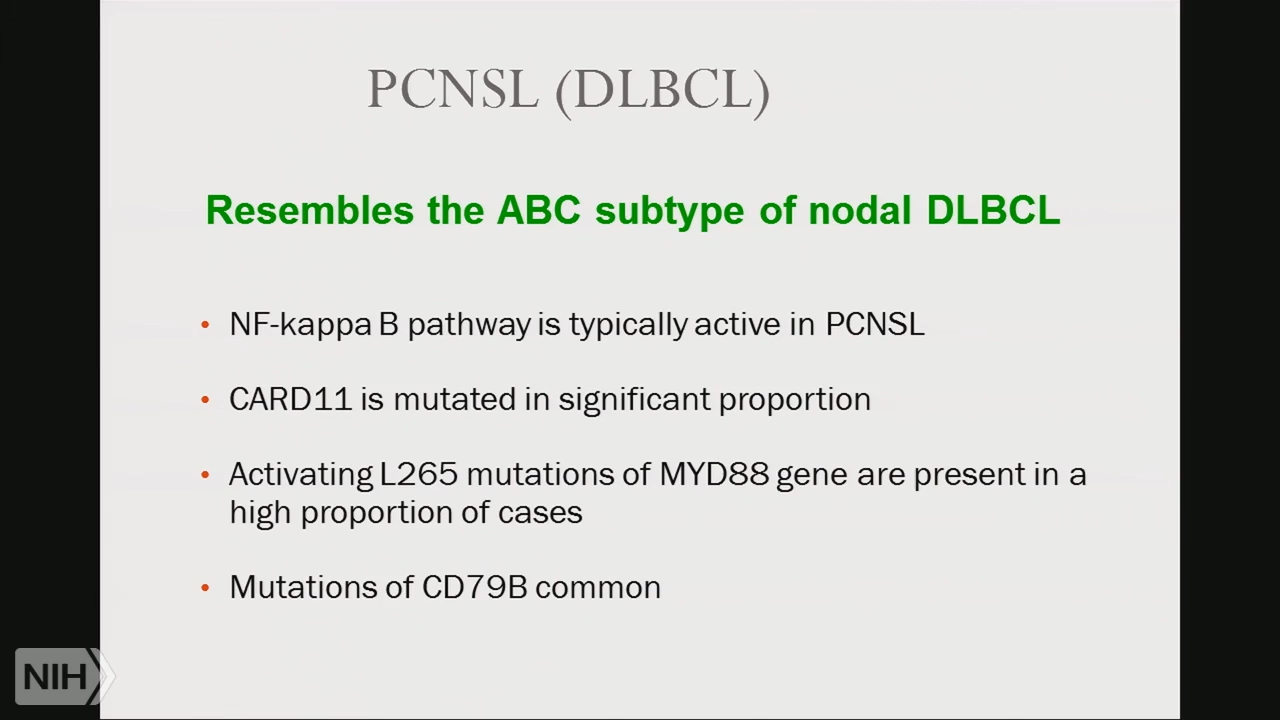 PCNSL (DLBCL)
Resembles the ABC subtype of nodal DLBCL
• NF-kappa B pathway is typically active in PCNSL
• CARD11 is mutated in significant proportion
• Activating L265 mutations of MYD88 gene are present in a
high proportion of cases
• Mutations of CD79B common
NIH